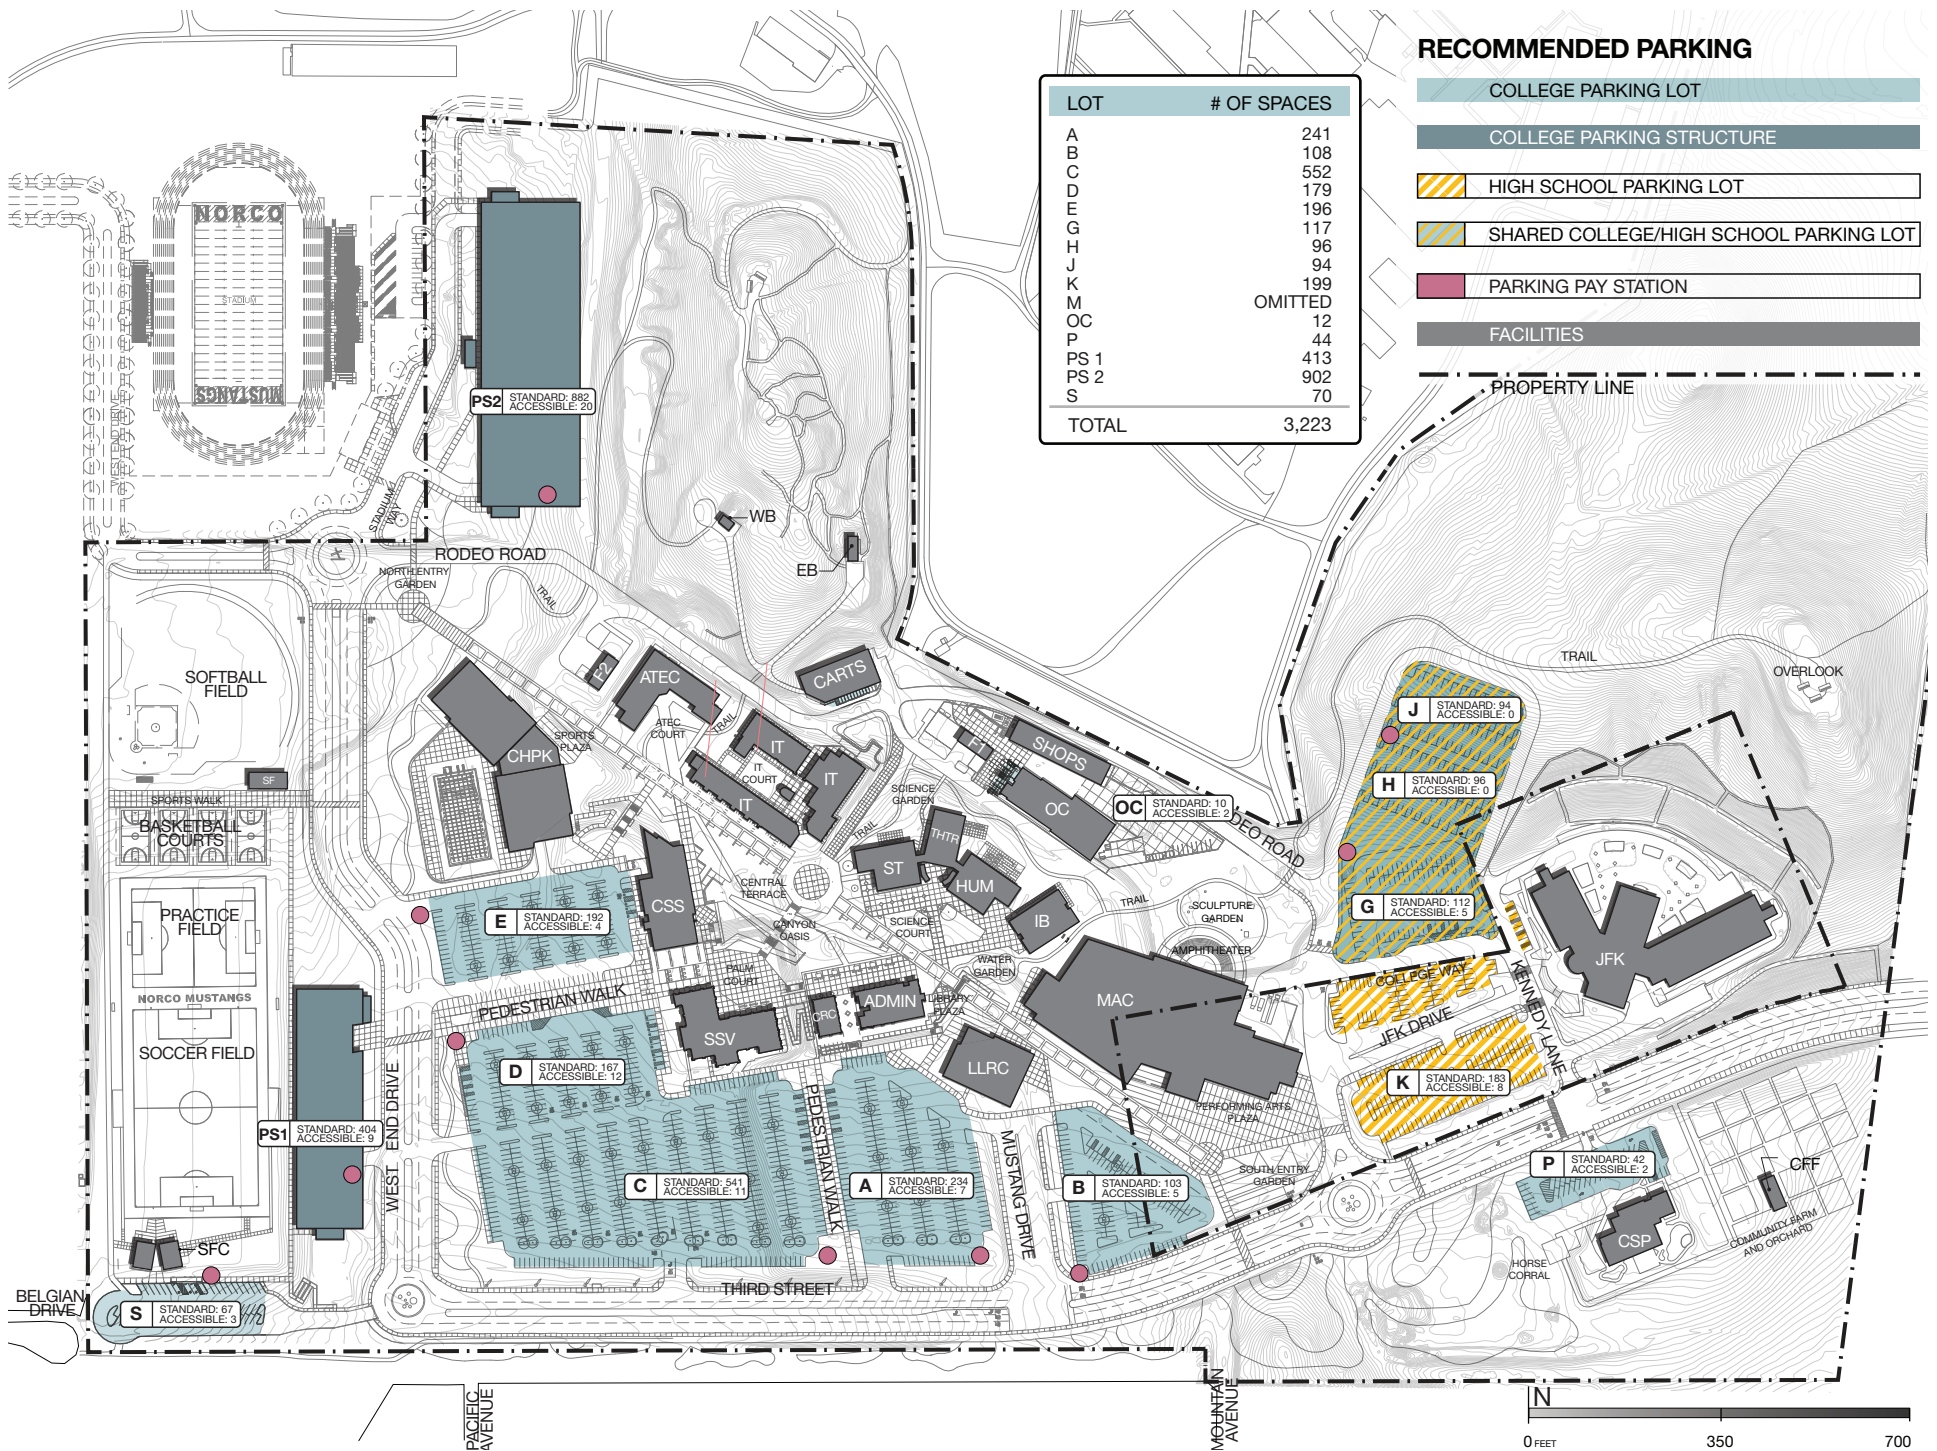 RECOMMENDED PARKING
COLLEGE PARKING LOT
COLLEGE PARKING STRUCTURE
HIGH SCHOOL PARKING LOT
SHARED COLLEGE/HIGH SCHOOL PARKING LOT
PARKING PAY STATION
FACILITIES
PROPERTY LINE
LOT # OF SPACES
A 241
B 108
C 552
D 179
E 196
G 117
H 96
J 94
K 199
M OMITTED
OC 12
P 44
PS 1 413
PS 2 902
S 70
TOTAL 3,223
NORCO
STADIUM
MUSTANGS
WEST END DRIVE
PS2 STANDARD: 882
ACCESSIBLE: 20
STADIUM
WAY
RODEO ROAD
NORTH ENTRY
GARDEN
TRAIL
WB
EB
SOFTBALL
FIELD
SF
SPORTS WALK
BASKETBALL
COURTS
PRACTICE
FIELD
NORCO MUSTANGS
SOCCER FIELD
PS1 STANDARD: 404
ACCESSIBLE: 9
WEST END DRIVE
SFC
BELGIAN
DRIVE
S STANDARD: 67
ACCESSIBLE: 3
F2
ATEC
ATEC
COURT
TRAIL
CARTS
CHPK
SPORTS
PLAZA
IT
IT
COURT
IT
IT
SCIENCE
GARDEN
TRAIL
F1
SHOPS
OC
OC STANDARD: 10
ACCESSIBLE: 2
DEO ROAD
THTR
ST
HUM
IB
CSS
CENTRAL
TERRACE
CANYON
OASIS
SCIENCE
COURT
WATER
GARDEN
TRAIL
SCULPTURE
GARDEN
AMPHITHEATER
E STANDARD: 192
ACCESSIBLE: 4
PEDESTRIAN WALK
PALM
COURT
SSV
CRC
ADMIN
LIBRARY
PLAZA
LLRC
MAC
PERFORMING ARTS
PLAZA
D STANDARD: 167
ACCESSIBLE: 12
C STANDARD: 541
ACCESSIBLE: 11
PEDESTRIAN WALK
A STANDARD: 234
ACCESSIBLE: 7
MUSTANG DRIVE
B STANDARD: 103
ACCESSIBLE: 5
SOUTH ENTRY
GARDEN
THIRD STREET
TRAIL
OVERLOOK
J STANDARD: 94
ACCESSIBLE: 0
H STANDARD: 96
ACCESSIBLE: 0
G STANDARD: 112
ACCESSIBLE: 5
JFK
COLLEGE WAY
JFK DRIVE
KENNEDY LANE
K STANDARD: 183
ACCESSIBLE: 8
P STANDARD: 42
ACCESSIBLE: 2
CFF
CSP
COMMUNITY FARM
AND ORCHARD
HORSE
CORRAL
PACIFIC
AVENUE
MOUNTAIN
AVENUE
N
0 FEET 350 700